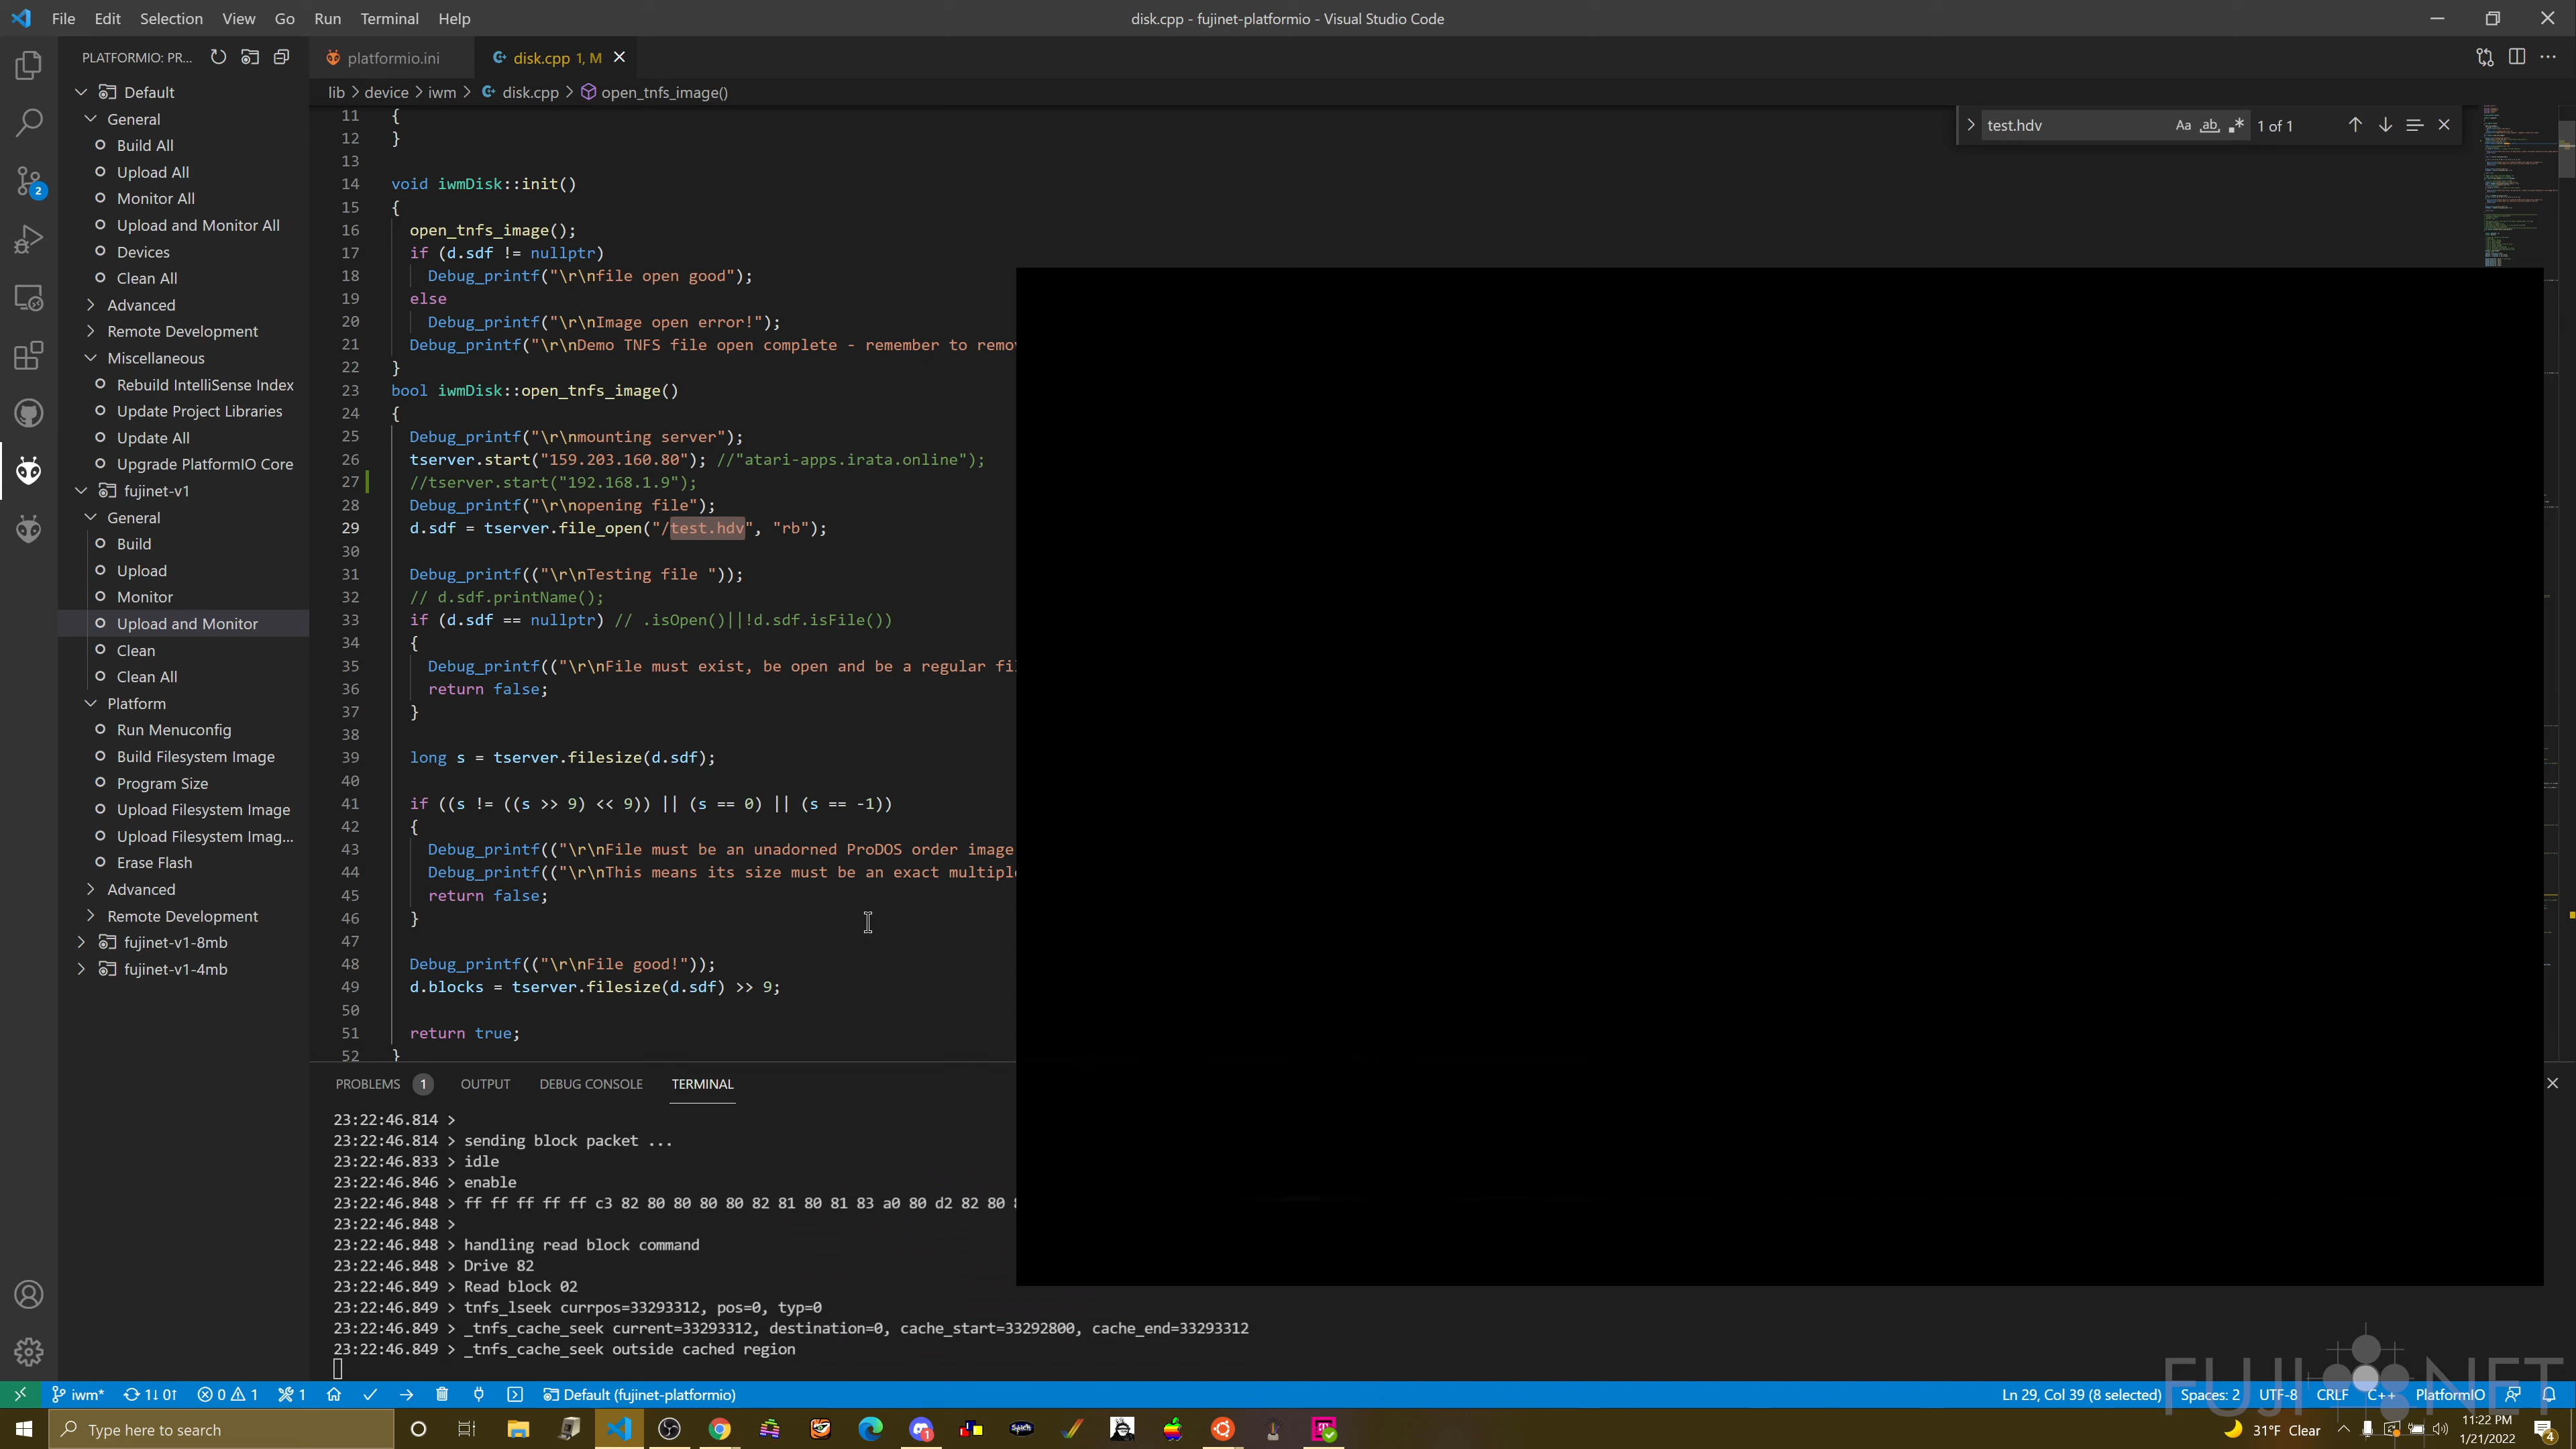 File Edit Selection View Go Run Terminal Help
disk.cpp - fujinet-platformio - Visual Studio Code
PLATFORMIO: PR...
platformio.ini
disk.cpp 1, M
lib > device > iwm > disk.cpp > open_tnfs_image()
test.hdv
Aa ab 1 of 1
Default
General
Build All
Upload All
Monitor All
Upload and Monitor All
Devices
Clean All
Advanced
Remote Development
Miscellaneous
Rebuild IntelliSense Index
Update Project Libraries
Update All
Upgrade PlatformIO Core
fujinet-v1
General
Build
Upload
Monitor
Upload and Monitor
Clean
Clean All
Platform
Run Menuconfig
Build Filesystem Image
Program Size
Upload Filesystem Image
Upload Filesystem Imag...
Erase Flash
Advanced
Remote Development
fujinet-v1-8mb
fujinet-v1-4mb
2
11 {
12 }
13
14 void iwmDisk::init()
15 {
16 open_tnfs_image();
17 if (d.sdf != nullptr)
18 Debug_printf("\r\nfile open good");
19 else
20 Debug_printf("\r\nImage open error!");
21 Debug_printf("\r\nDemo TNFS file open complete - remember to remov
22 }
23 bool iwmDisk::open_tnfs_image()
24 {
25 Debug_printf("\r\nmounting server");
26 tserver.start("159.203.160.80"); //"atari-apps.irata.online");
27 //tserver.start("192.168.1.9");
28 Debug_printf("\r\nopening file");
29 d.sdf = tserver.file_open("/test.hdv", "rb");
30
31 Debug_printf(("\r\nTesting file "));
32 // d.sdf.printName();
33 if (d.sdf == nullptr) // .isOpen()||!d.sdf.isFile())
34 {
35 Debug_printf(("\r\nFile must exist, be open and be a regular fil
36 return false;
37 }
38
39 long s = tserver.filesize(d.sdf);
40
41 if ((s != ((s >> 9) << 9)) || (s == 0) || (s == -1))
42 {
43 Debug_printf(("\r\nFile must be an unadorned ProDOS order image
44 Debug_printf(("\r\nThis means its size must be an exact multiple
45 return false;
46 }
47
48 Debug_printf(("\r\nFile good!"));
49 d.blocks = tserver.filesize(d.sdf) >> 9;
50
51 return true;
52 }
PROBLEMS 1 OUTPUT DEBUG CONSOLE TERMINAL
23:22:46.814 >
23:22:46.814 > sending block packet ...
23:22:46.833 > idle
23:22:46.846 > enable
23:22:46.848 > ff ff ff ff ff c3 82 80 80 80 80 82 81 80 81 83 a0 80 d2 82 80
23:22:46.848 >
23:22:46.848 > handling read block command
23:22:46.848 > Drive 82
23:22:46.849 > Read block 02
23:22:46.849 > tnfs_lseek currpos=33293312, pos=0, typ=0
23:22:46.849 > _tnfs_cache_seek current=33293312, destination=0, cache_start=33292800, cache_end=33293312
23:22:46.849 > _tnfs_cache_seek outside cached region
FUJI NET
iwm* 1↓ 0↑ 0 1 1 Default (fujinet-platformio)
Ln 29, Col 39 (8 selected) Spaces: 2 UTF-8 CRLF C++ PlatformIO
Type here to search
1
31°F Clear
11:22 PM
1/21/2022
4